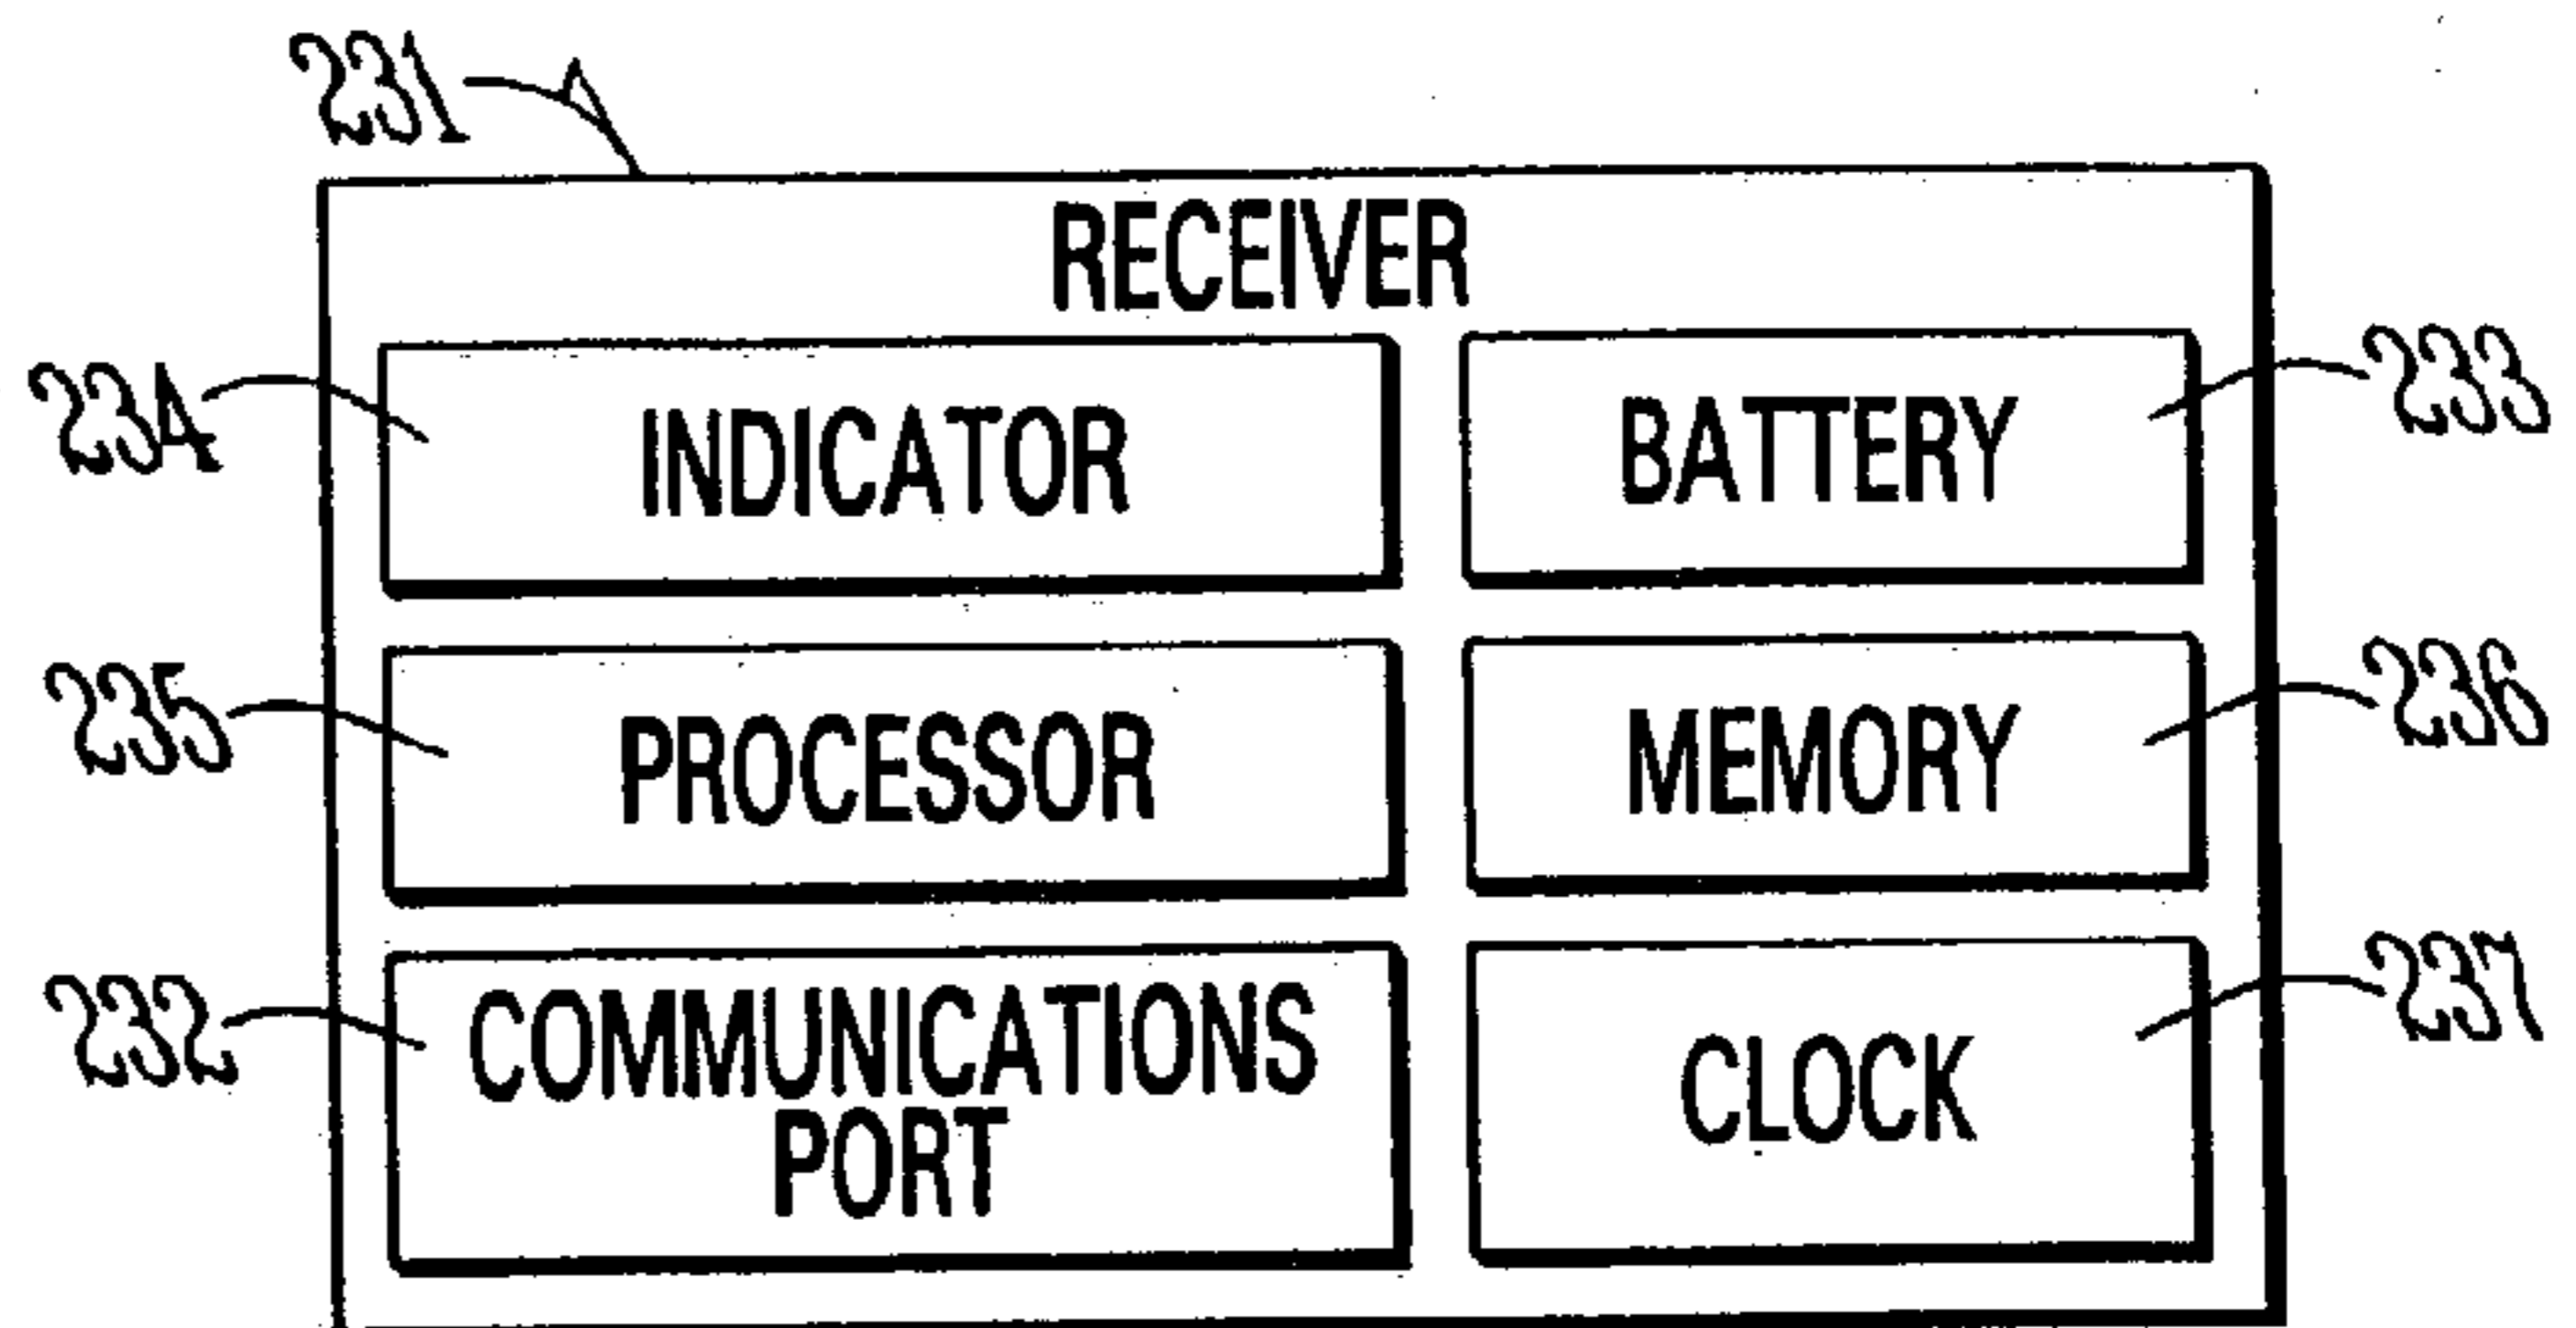 231
RECEIVER
234
INDICATOR
BATTERY
233
235
PROCESSOR
MEMORY
236
232
COMMUNICATIONS
PORT
CLOCK
237